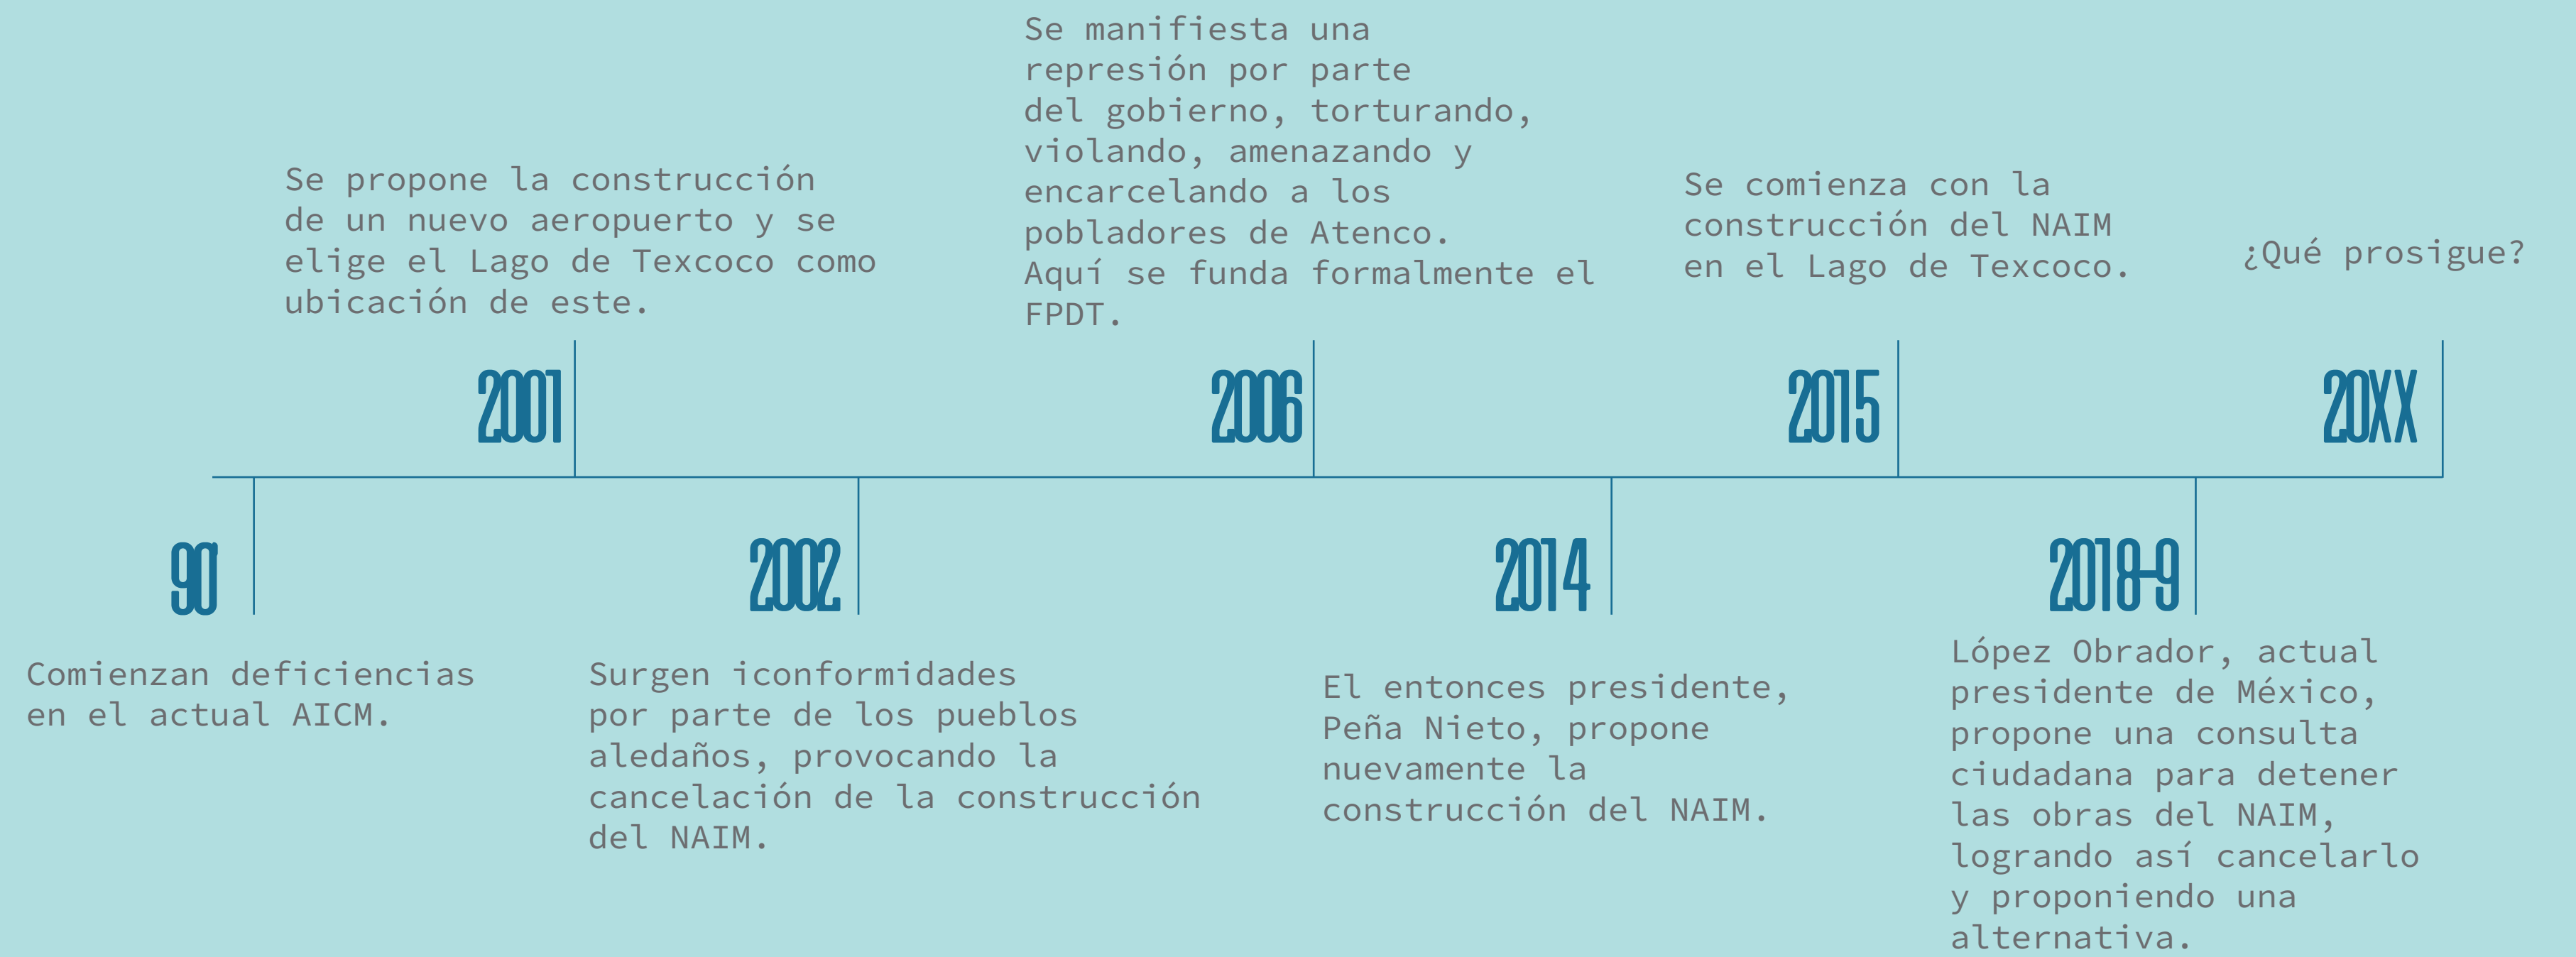 90'
Comienzan deficiencias
en el actual AICM.
Se propone la construcción
de un nuevo aeropuerto y se
elige el Lago de Texcoco como
ubicación de este.
2001
2002
Surgen iconformidades
por parte de los pueblos
aledaños, provocando la
cancelación de la construcción
del NAIM.
Se manifiesta una
represión por parte
del gobierno, torturando,
violando, amenazando y
encarcelando a los
pobladores de Atenco.
Aquí se funda formalmente el
FPDT.
2006
2014
El entonces presidente,
Peña Nieto, propone
nuevamente la
construcción del NAIM.
Se comienza con la
construcción del NAIM
en el Lago de Texcoco.
2015
2018-9
López Obrador, actual
presidente de México,
propone una consulta
ciudadana para detener
las obras del NAIM,
logrando así cancelarlo
y proponiendo una
alternativa.
¿Qué prosigue?
20XX